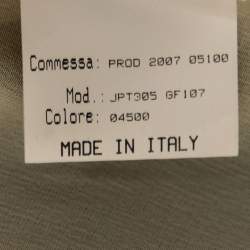 Commessa: PROD 2007 05100
Mod.: JPT305 GF107
Colore: 04500
MADE IN ITALY